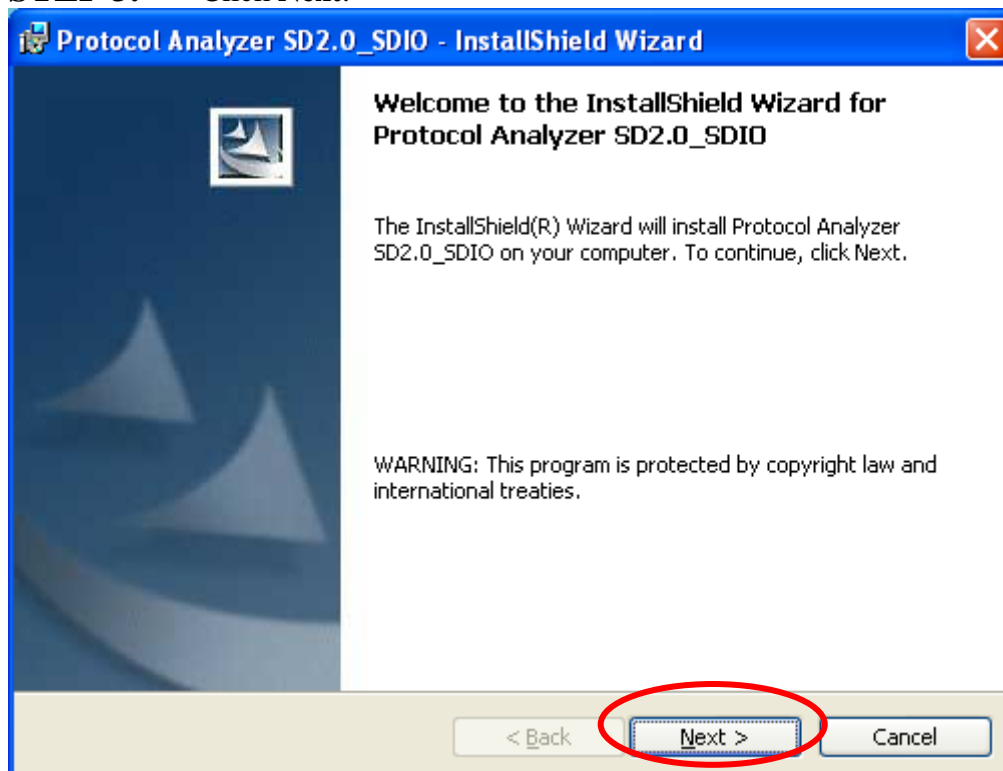 Protocol Analyzer SD2.0_SDIO - InstallShield Wizard
Welcome to the InstallShield Wizard for
Protocol Analyzer SD2.0_SDIO
The InstallShield(R) Wizard will install Protocol Analyzer
SD2.0_SDIO on your computer. To continue, click Next.
WARNING: This program is protected by copyright law and
international treaties.
< Back
Next >
Cancel